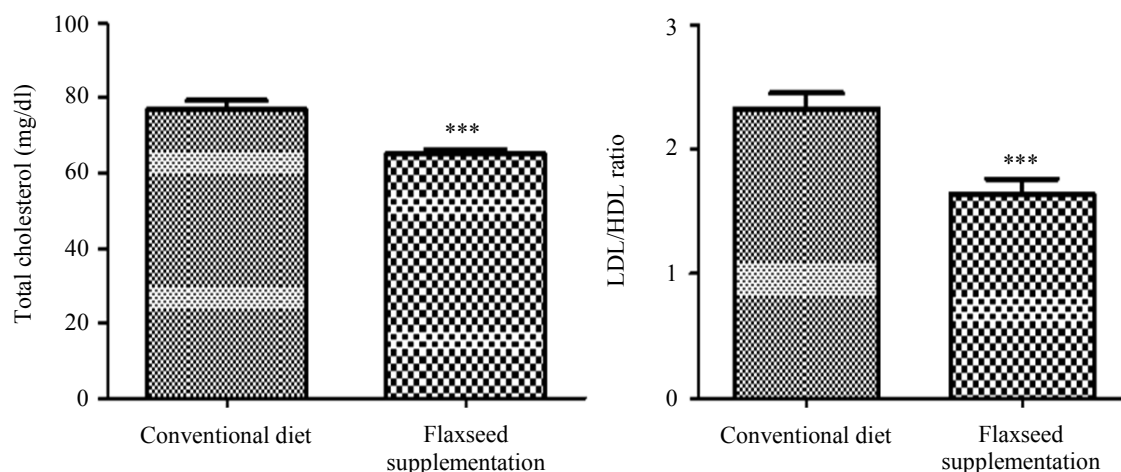 Total cholesterol (mg/dl)
100
80
60
40
20
0
***
Conventional diet
Flaxseed
supplementation
LDL/HDL ratio
3
2
1
0
***
Conventional diet
Flaxseed
supplementation